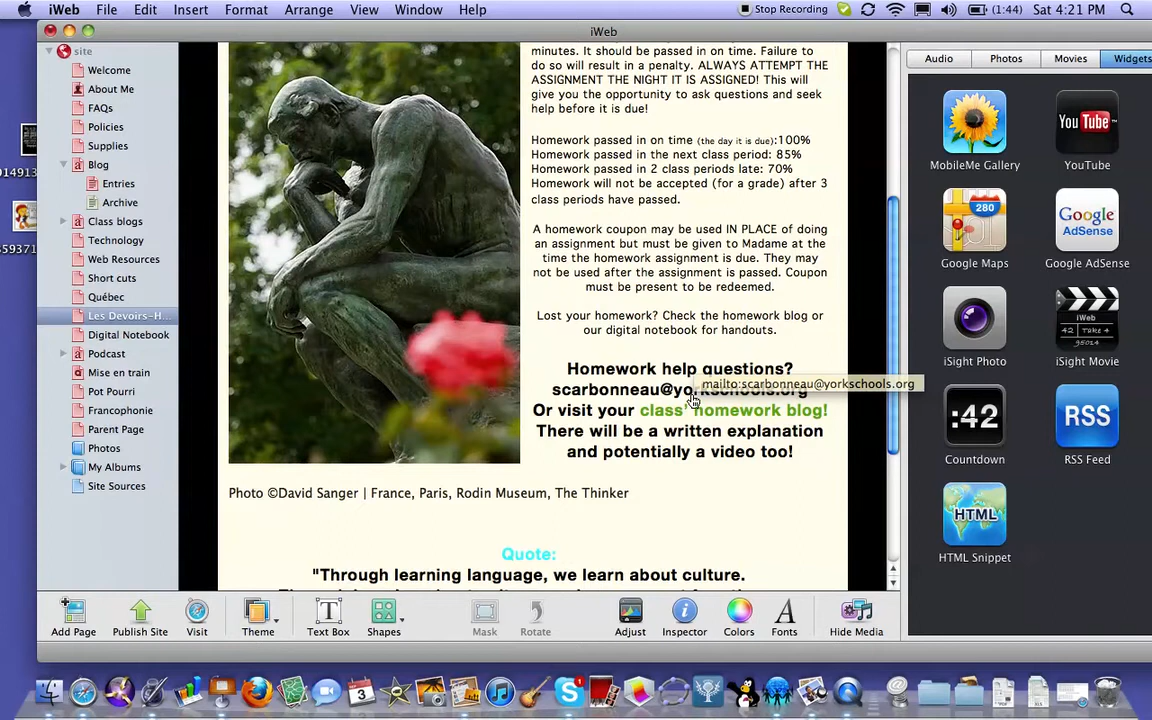 iWeb File Edit Insert Format Arrange View Window Help Stop Recording (1:44) Sat 4:21 PM
iWeb
site
Welcome
About Me
FAQs
Policies
Supplies
Blog
Entries
Archive
Class blogs
Technology
Web Resources
Short cuts
Québec
Les Devoirs-H...
Digital Notebook
Podcast
Mise en train
Pot Pourri
Francophonie
Parent Page
Photos
My Albums
Site Sources
minutes. It should be passed in on time. Failure to
do so will result in a penalty. ALWAYS ATTEMPT THE
ASSIGNMENT THE NIGHT IT IS ASSIGNED! This will
give you the opportunity to ask questions and seek
help before it is due!
Homework passed in on time (the day it is due):100%
Homework passed in the next class period: 85%
Homework passed in 2 class periods late: 70%
Homework will not be accepted (for a grade) after 3
class periods have passed.
A homework coupon may be used IN PLACE of doing
an assignment but must be given to Madame at the
time the homework assignment is due. They may
not be used after the assignment is passed. Coupon
must be present to be redeemed.
Lost your homework? Check the homework blog or
our digital notebook for handouts.
Homework help questions?
scarbonneau@yorkschools.org
mailto:scarbonneau@yorkschools.org
Or visit your class' homework blog!
There will be a written explanation
and potentially a video too!
Photo ©David Sanger | France, Paris, Rodin Museum, The Thinker
Quote:
"Through learning language, we learn about culture.
Audio Photos Movies Widgets
MobileMe Gallery
You Tube
YouTube
280
Google Maps
Google AdSense
Google AdSense
iSight Photo
iWeb
42 Take 4
95014
iSight Movie
:42
Countdown
RSS
RSS Feed
HTML
HTML Snippet
Add Page Publish Site Visit Theme Text Box Shapes Mask Rotate Adjust Inspector Colors Fonts Hide Media